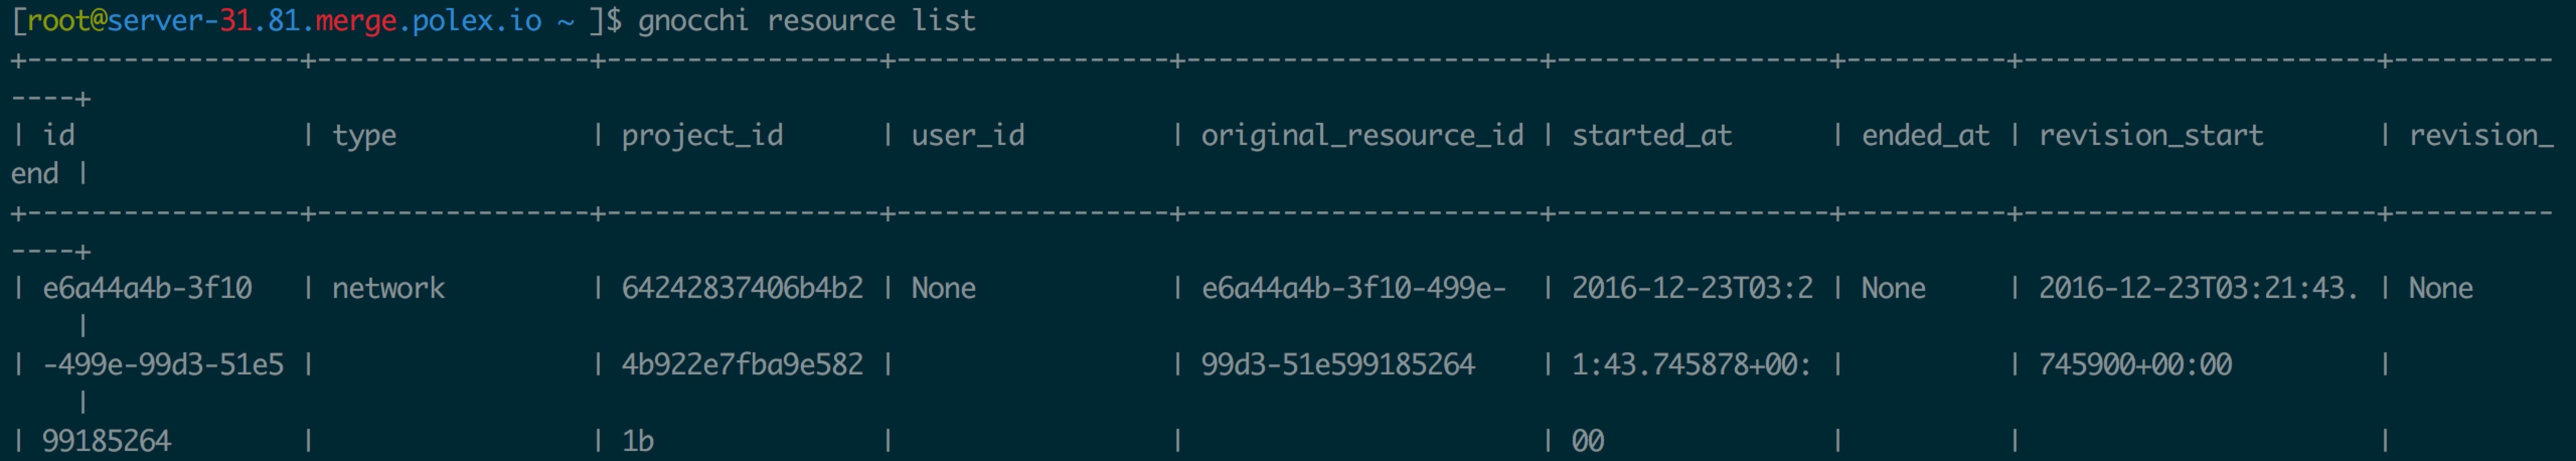 [root@server-31.81.merge.polex.io ~ ]$ gnocchi resource list
+-----------------+-----------------+-----------------+-----------------+----------------------+-----------------+----------+----------------------+----------
----+
| id              | type            | project_id      | user_id         | original_resource_id | started_at      | ended_at | revision_start       | revision_
end |
+-----------------+-----------------+-----------------+-----------------+----------------------+-----------------+----------+----------------------+----------
----+
| e6a44a4b-3f10   | network         | 64242837406b4b2 | None            | e6a44a4b-3f10-499e-  | 2016-12-23T03:2 | None     | 2016-12-23T03:21:43. | None
    |
| -499e-99d3-51e5 |                 | 4b922e7fba9e582 |                 | 99d3-51e599185264    | 1:43.745878+00: |          | 745900+00:00         |
    |
| 99185264        |                 | 1b              |                 |                      | 00              |          |                      |